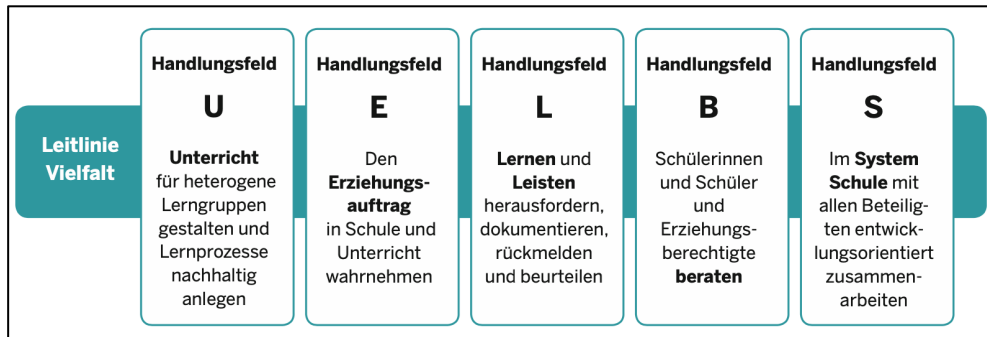 Leitlinie
Vielfalt
Handlungsfeld
U
Unterricht
für heterogene
Lerngruppen
gestalten und
Lernprozesse
nachhaltig
anlegen
Handlungsfeld
E
Den
Erziehungs-
auftrag
in Schule und
Unterricht
wahrnehmen
Handlungsfeld
L
Lernen und
Leisten
herausfordern,
dokumentieren,
rückmelden
und beurteilen
Handlungsfeld
B
Schülerinnen
und Schüler
und
Erziehungs-
berechtigte
beraten
Handlungsfeld
S
Im System
Schule mit
allen Beteilig-
ten entwick-
lungsorientiert
zusammen-
arbeiten